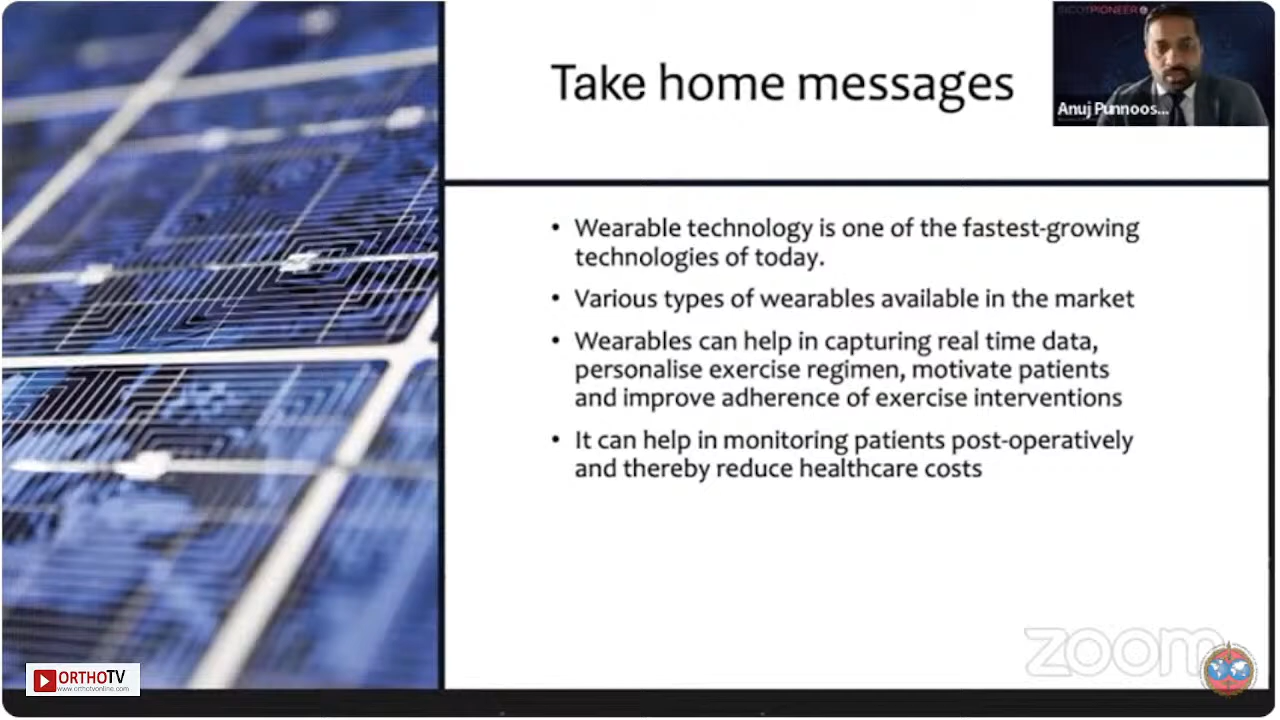 SICOTPIONEER
Take home messages
Anuj Punnoos...
• Wearable technology is one of the fastest-growing
technologies of today.
• Various types of wearables available in the market
• Wearables can help in capturing real time data,
personalise exercise regimen, motivate patients
and improve adherence of exercise interventions
• It can help in monitoring patients post-operatively
and thereby reduce healthcare costs
zoom
ORTHOTV
www.orthotvonline.com